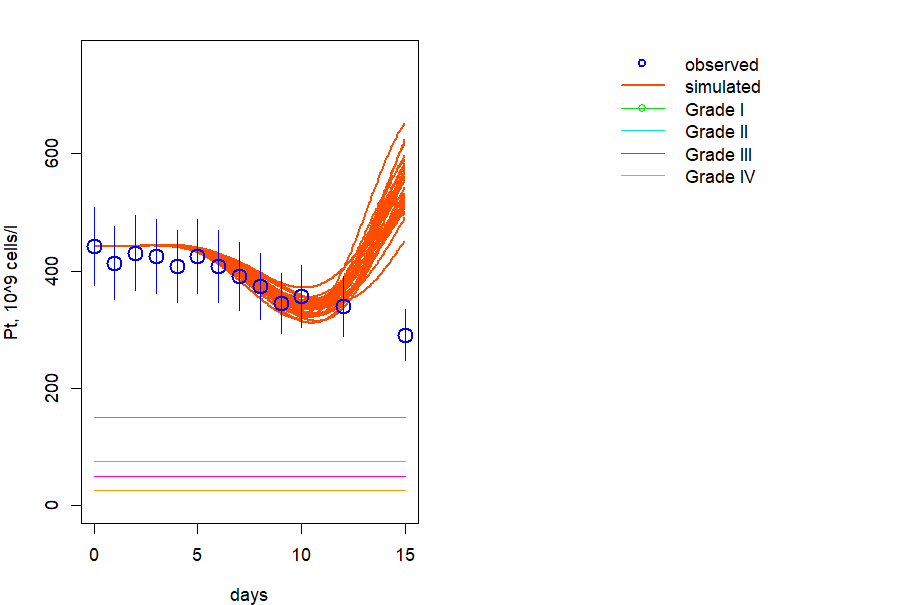 observed
simulated
Grade I
Grade II
Grade III
Grade IV
Pt, 10^9 cells/l
600
400
200
0
0 5 10 15
days